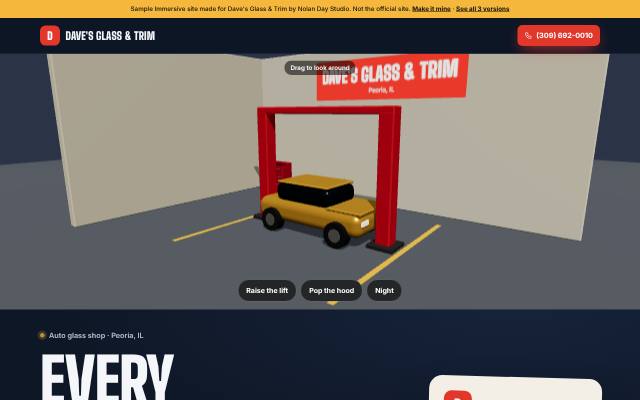 Sample Immersive site made for Dave's Glass & Trim by Nolan Day Studio. Not the official site. Make it mine · See all 3 versions
D DAVE'S GLASS & TRIM
(309) 692-0010
Drag to look around
DAVE'S GLASS & TRIM
Peoria, IL
Raise the lift
Pop the hood
Night
Auto glass shop · Peoria, IL
EVERY